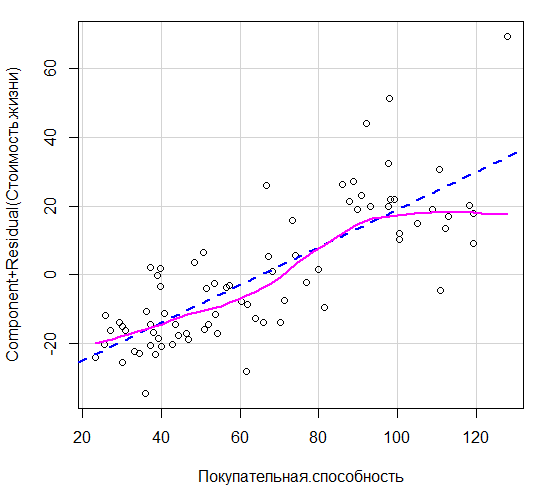 Component+Residual(Стоимость.жизни)
60
40
20
0
-20
20 40 60 80 100 120
Покупательная.способность